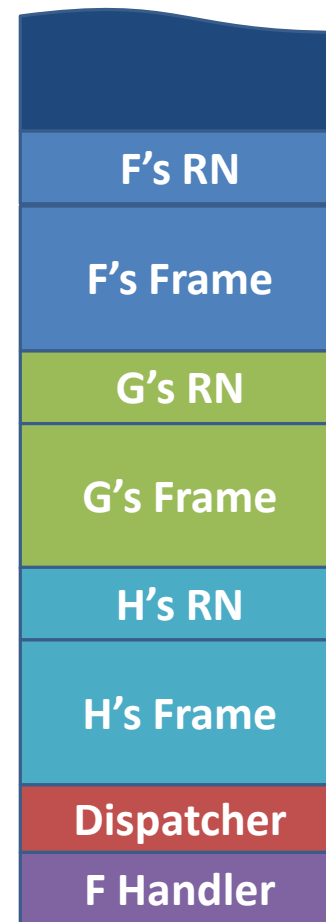 F’s RN
F’s Frame
G’s RN
G’s Frame
H’s RN
H’s Frame
Dispatcher
F Handler